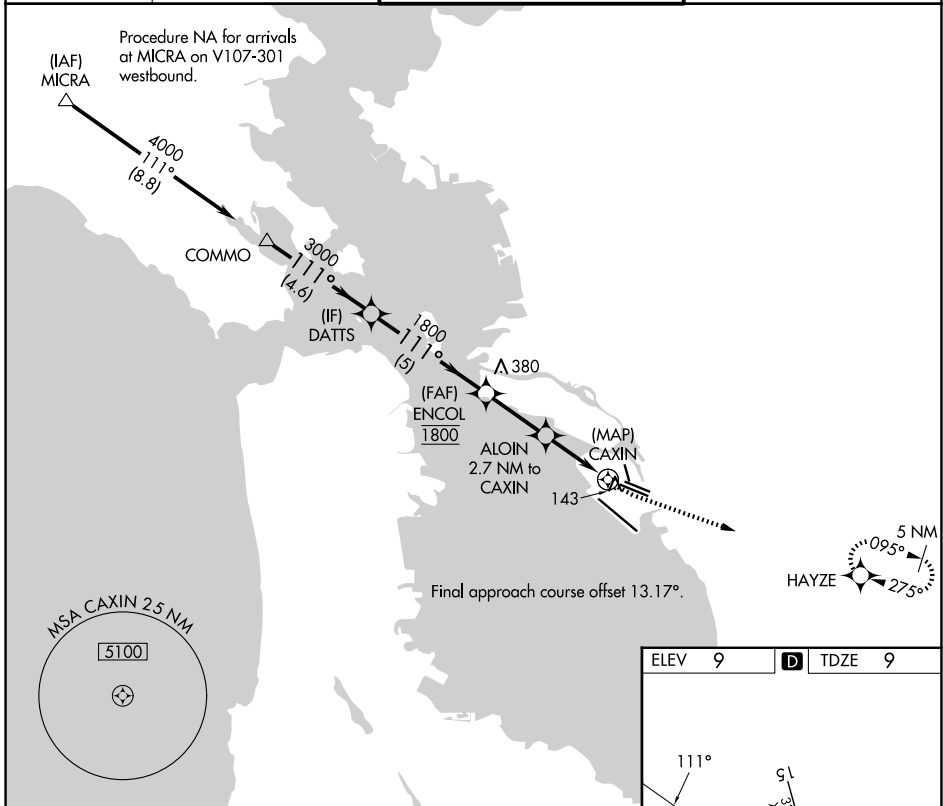 Procedure NA for arrivals
at MICRA on V107-301
westbound.
(IAF)
MICRA
4000
111°
(8.8)
COMMO
3000
111°
(4.6)
(IF)
DATTS
1800
111°
(5)
380
(FAF)
ENCOL
1800
ALOIN
2.7 NM to
CAXIN
(MAP)
CAXIN
143
5 NM
095°
HAYZE
275°
Final approach course offset 13.17°.
MSA CAXIN 25 NM
5100
ELEV 9 D TDZE 9
111°
15